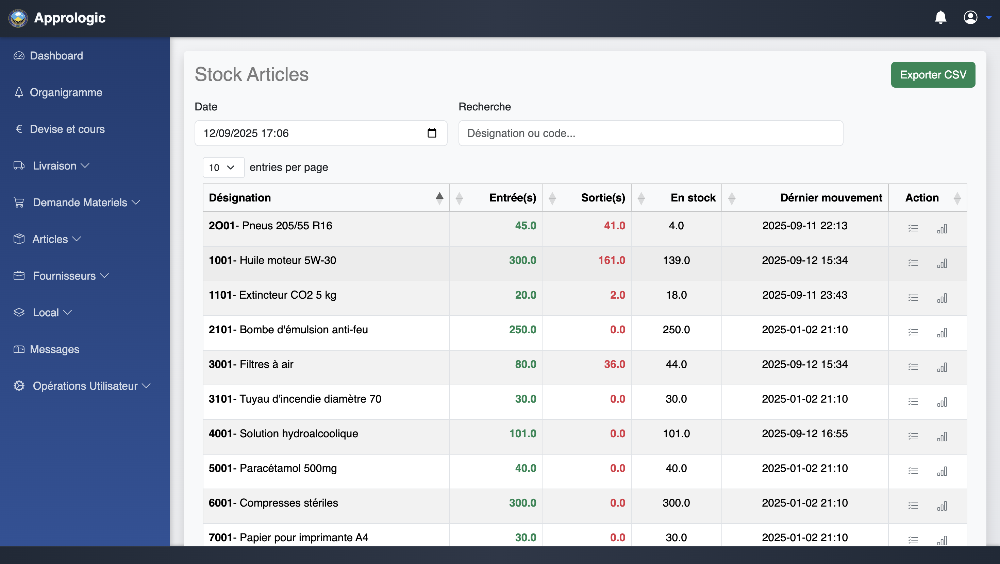 Apprologic
Dashboard
Organigramme
€ Devise et cours
Livraison
Demande Materiels
Articles
Fournisseurs
Local
Messages
Opérations Utilisateur
Stock Articles
Exporter CSV
Date
Recherche
12/09/2025 17:06
Désignation ou code...
10 entries per page
Désignation Entrée(s) Sortie(s) En stock Dérnier mouvement Action
2O01- Pneus 205/55 R16 45.0 41.0 4.0 2025-09-11 22:13
1001- Huile moteur 5W-30 300.0 161.0 139.0 2025-09-12 15:34
1101- Extincteur CO2 5 kg 20.0 2.0 18.0 2025-09-11 23:43
2101- Bombe d'émulsion anti-feu 250.0 0.0 250.0 2025-01-02 21:10
3001- Filtres à air 80.0 36.0 44.0 2025-09-12 15:34
3101- Tuyau d'incendie diamètre 70 30.0 0.0 30.0 2025-01-02 21:10
4001- Solution hydroalcoolique 101.0 0.0 101.0 2025-09-12 16:55
5001- Paracétamol 500mg 40.0 0.0 40.0 2025-01-02 21:10
6001- Compresses stériles 300.0 0.0 300.0 2025-01-02 21:10
7001- Papier pour imprimante A4 30.0 0.0 30.0 2025-01-02 21:10